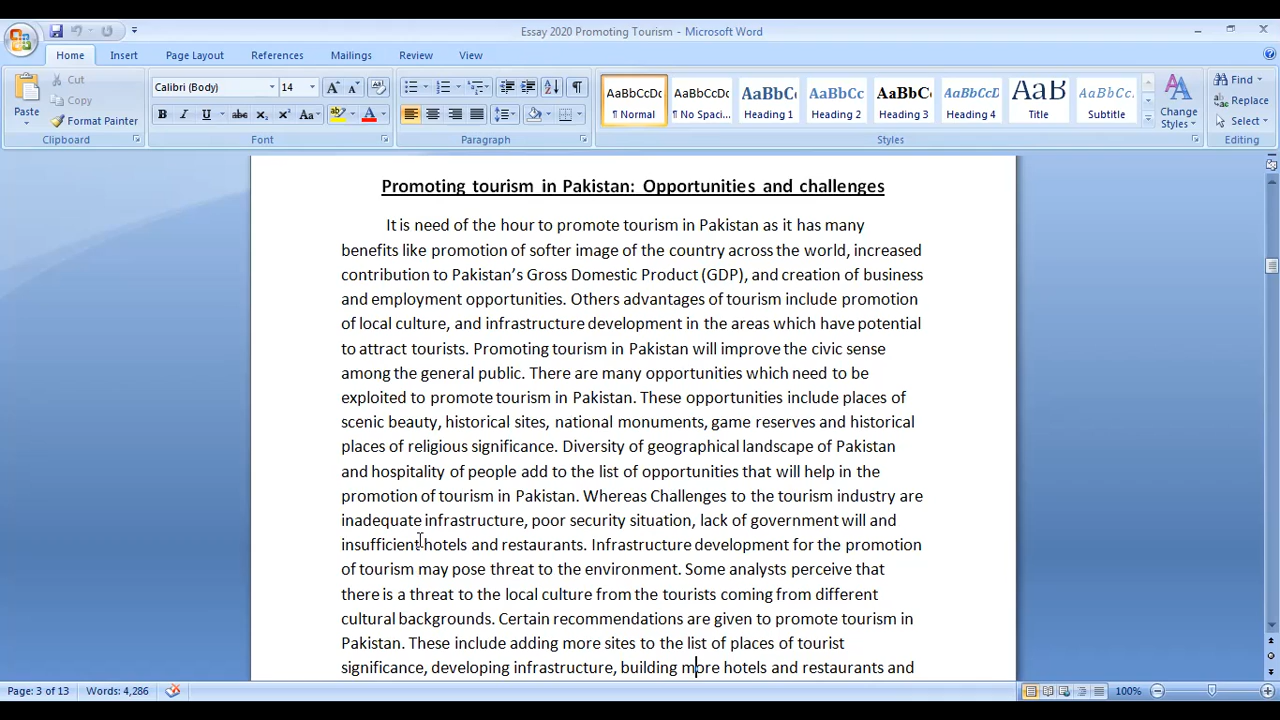 Essay 2020 Promoting Tourism - Microsoft Word
Home Insert Page Layout References Mailings Review View
Cut
Copy
Format Painter
Paste
Clipboard
Calibri (Body) 14
B I U abc X₂ X² Aa A
Font
Paragraph
AaBbCcDc AaBbCcDc AaBbC₍ AaBbCc AaBbCc AaBbCcD AaB AaBbCc.
¶ Normal ¶ No Spaci... Heading 1 Heading 2 Heading 3 Heading 4 Title Subtitle
Styles
Change Styles
Find
Replace
Select
Editing
Promoting tourism in Pakistan: Opportunities and challenges
It is need of the hour to promote tourism in Pakistan as it has many
benefits like promotion of softer image of the country across the world, increased
contribution to Pakistan’s Gross Domestic Product (GDP), and creation of business
and employment opportunities. Others advantages of tourism include promotion
of local culture, and infrastructure development in the areas which have potential
to attract tourists. Promoting tourism in Pakistan will improve the civic sense
among the general public. There are many opportunities which need to be
exploited to promote tourism in Pakistan. These opportunities include places of
scenic beauty, historical sites, national monuments, game reserves and historical
places of religious significance. Diversity of geographical landscape of Pakistan
and hospitality of people add to the list of opportunities that will help in the
promotion of tourism in Pakistan. Whereas Challenges to the tourism industry are
inadequate infrastructure, poor security situation, lack of government will and
insufficient hotels and restaurants. Infrastructure development for the promotion
of tourism may pose threat to the environment. Some analysts perceive that
there is a threat to the local culture from the tourists coming from different
cultural backgrounds. Certain recommendations are given to promote tourism in
Pakistan. These include adding more sites to the list of places of tourist
significance, developing infrastructure, building more hotels and restaurants and
Page: 3 of 13 Words: 4,286 100%